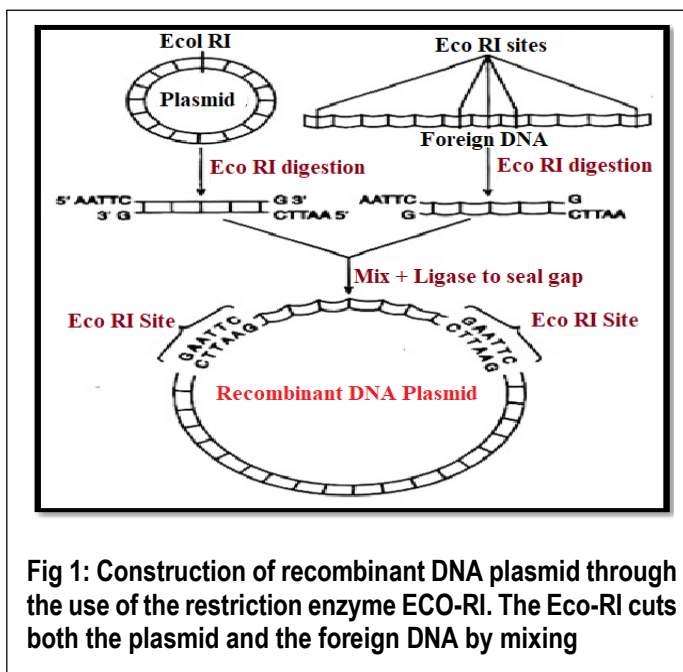 Ecol RI
Eco RI sites
Plasmid
Foreign DNA
Eco RI digestion
Eco RI digestion
5' AATTC
3' G
G 3'
CTTAA 5'
AATTC
G
G
CTTAA
Mix + Ligase to seal gap
Eco RI Site
GAATTC
CTTAAG
GAATTC
CTTAAG
Eco RI Site
Recombinant DNA Plasmid
Fig 1: Construction of recombinant DNA plasmid through
the use of the restriction enzyme ECO-RI. The Eco-RI cuts
both the plasmid and the foreign DNA by mixing